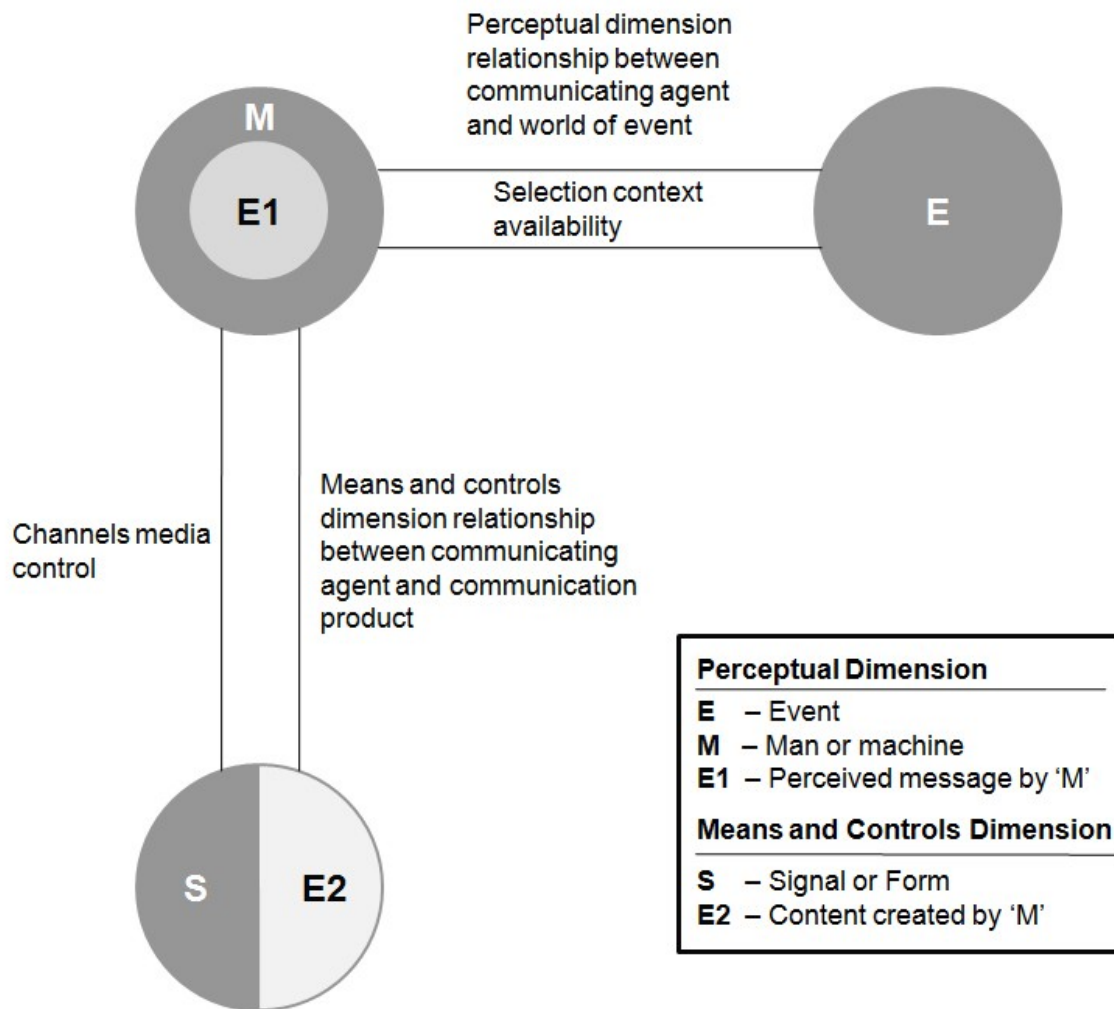 Perceptual dimension
relationship between
communicating agent
and world of event
M
E1
Selection context
availability
E
Channels media
control
Means and controls
dimension relationship
between communicating
agent and communication
product
S
E2
Perceptual Dimension
E – Event
M – Man or machine
E1 – Perceived message by ‘M’
Means and Controls Dimension
S – Signal or Form
E2 – Content created by ‘M’